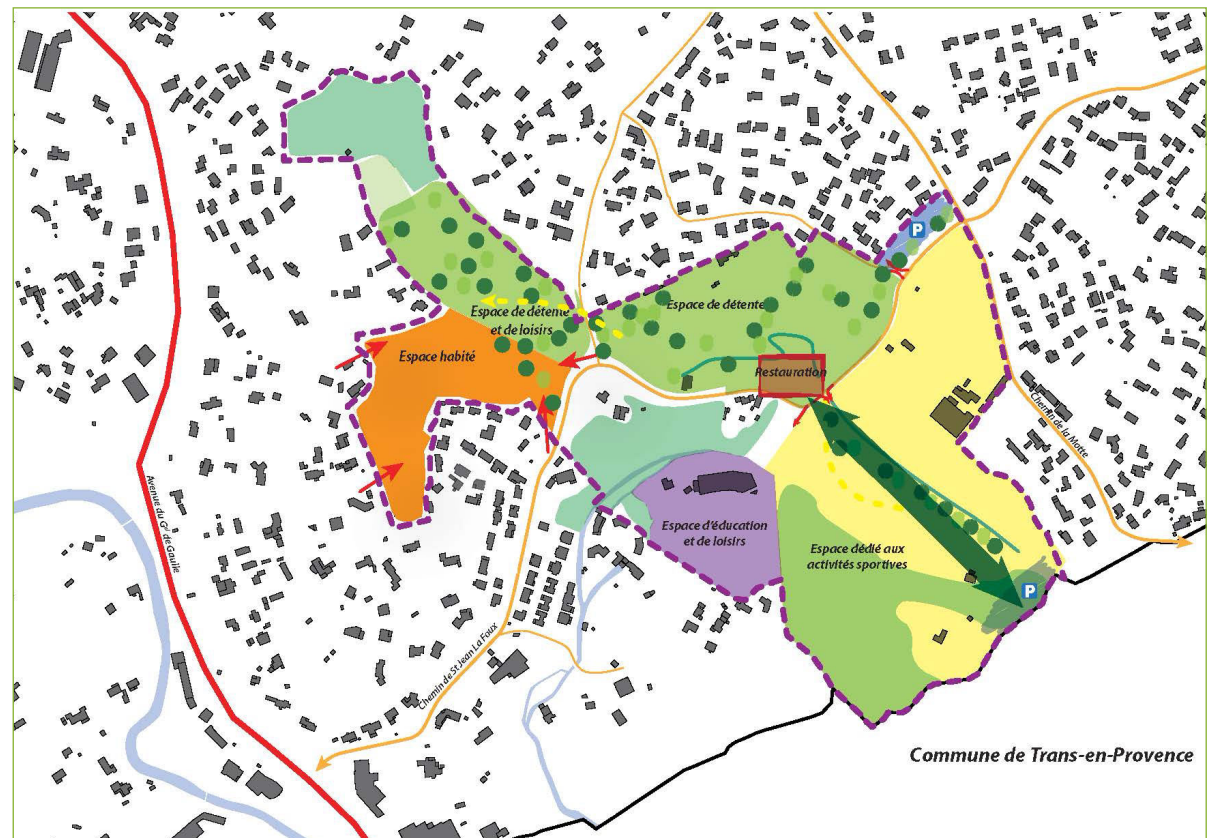 P
Espace de détente
Espace de détente
et de loisirs
Espace habité
Restauration
Chemin de la Motte
Avenue du Gal de Gaulle
Espace d'éducation
et de loisirs
Espace dédié aux
activités sportives
P
Chemin de St Jean La Foux
Commune de Trans-en-Provence